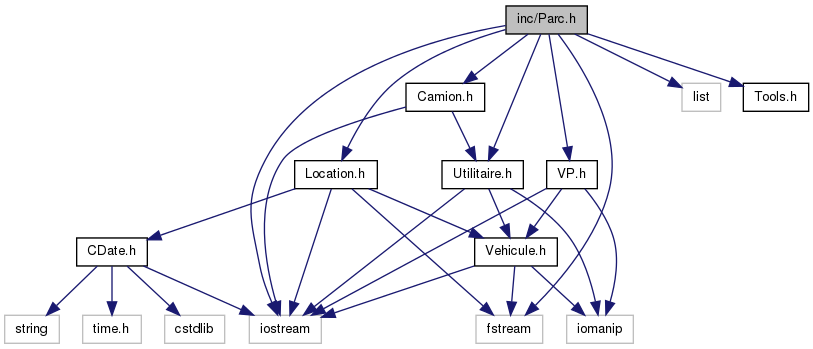 inc/Parc.h
Camion.h
list
Tools.h
Location.h
Utilitaire.h
VP.h
CDate.h
Vehicule.h
string
time.h
cstdlib
iostream
fstream
iomanip